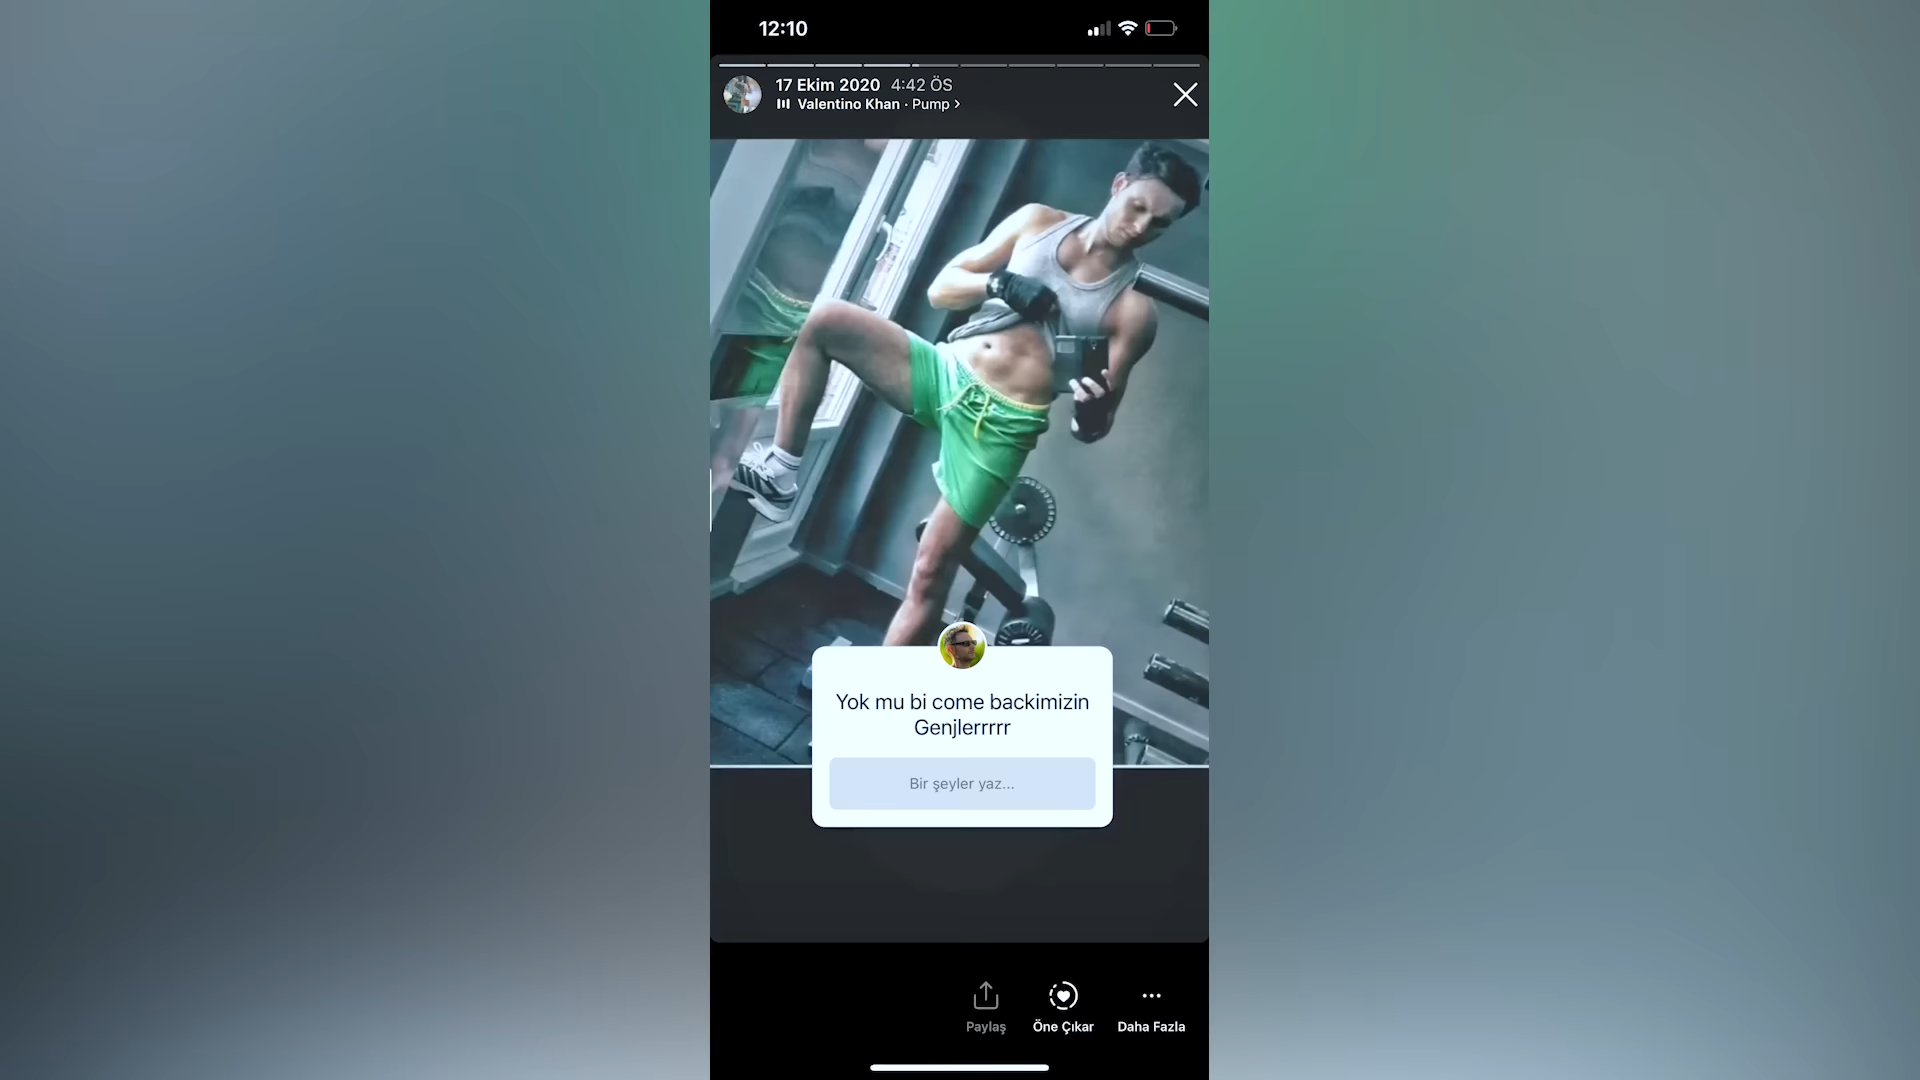 12:10
17 Ekim 2020 4:42 ÖS
Valentino Khan · Pump >
Yok mu bi come backimizin
Genjlerrrrr
Bir şeyler yaz...
Paylaş
Öne Çıkar
Daha Fazla